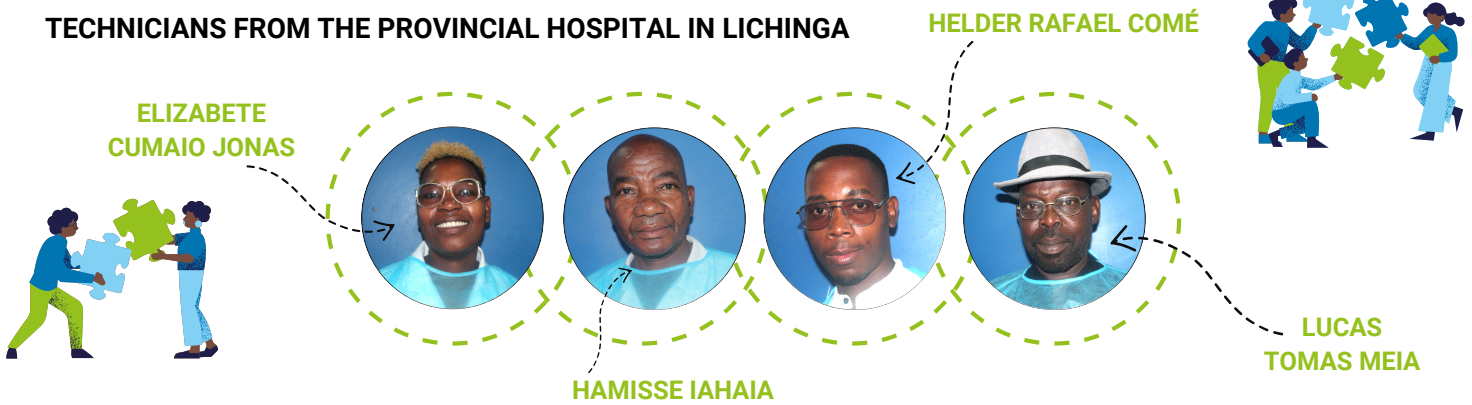 TECHNICIANS FROM THE PROVINCIAL HOSPITAL IN LICHINGA
HELDER RAFAEL COMÉ
ELIZABETE
CUMAIO JONAS
LUCAS
TOMAS MEIA
HAMISSE IAHAIA